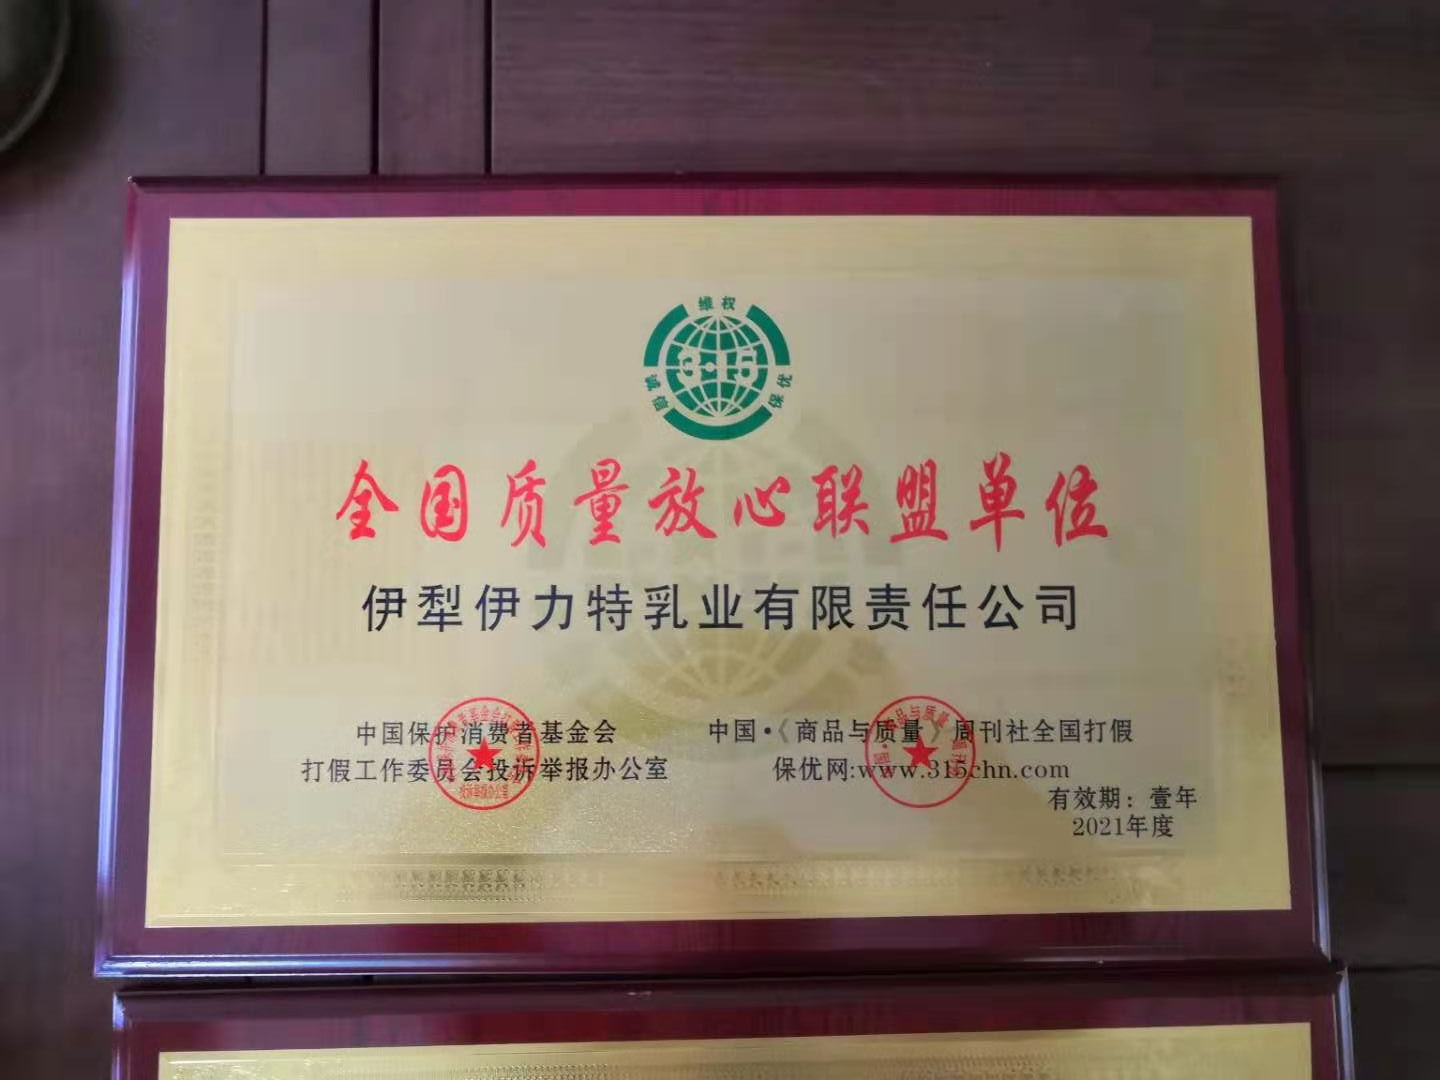 维权
诚信
3·15
保优
全国质量放心联盟单位
伊犁伊力特乳业有限责任公司
中国保护消费者基金会
打假工作委员会投诉举报办公室
中国·《商品与质量》周刊社全国打假
保优网:www.315chn.com
有效期：壹年
2021年度